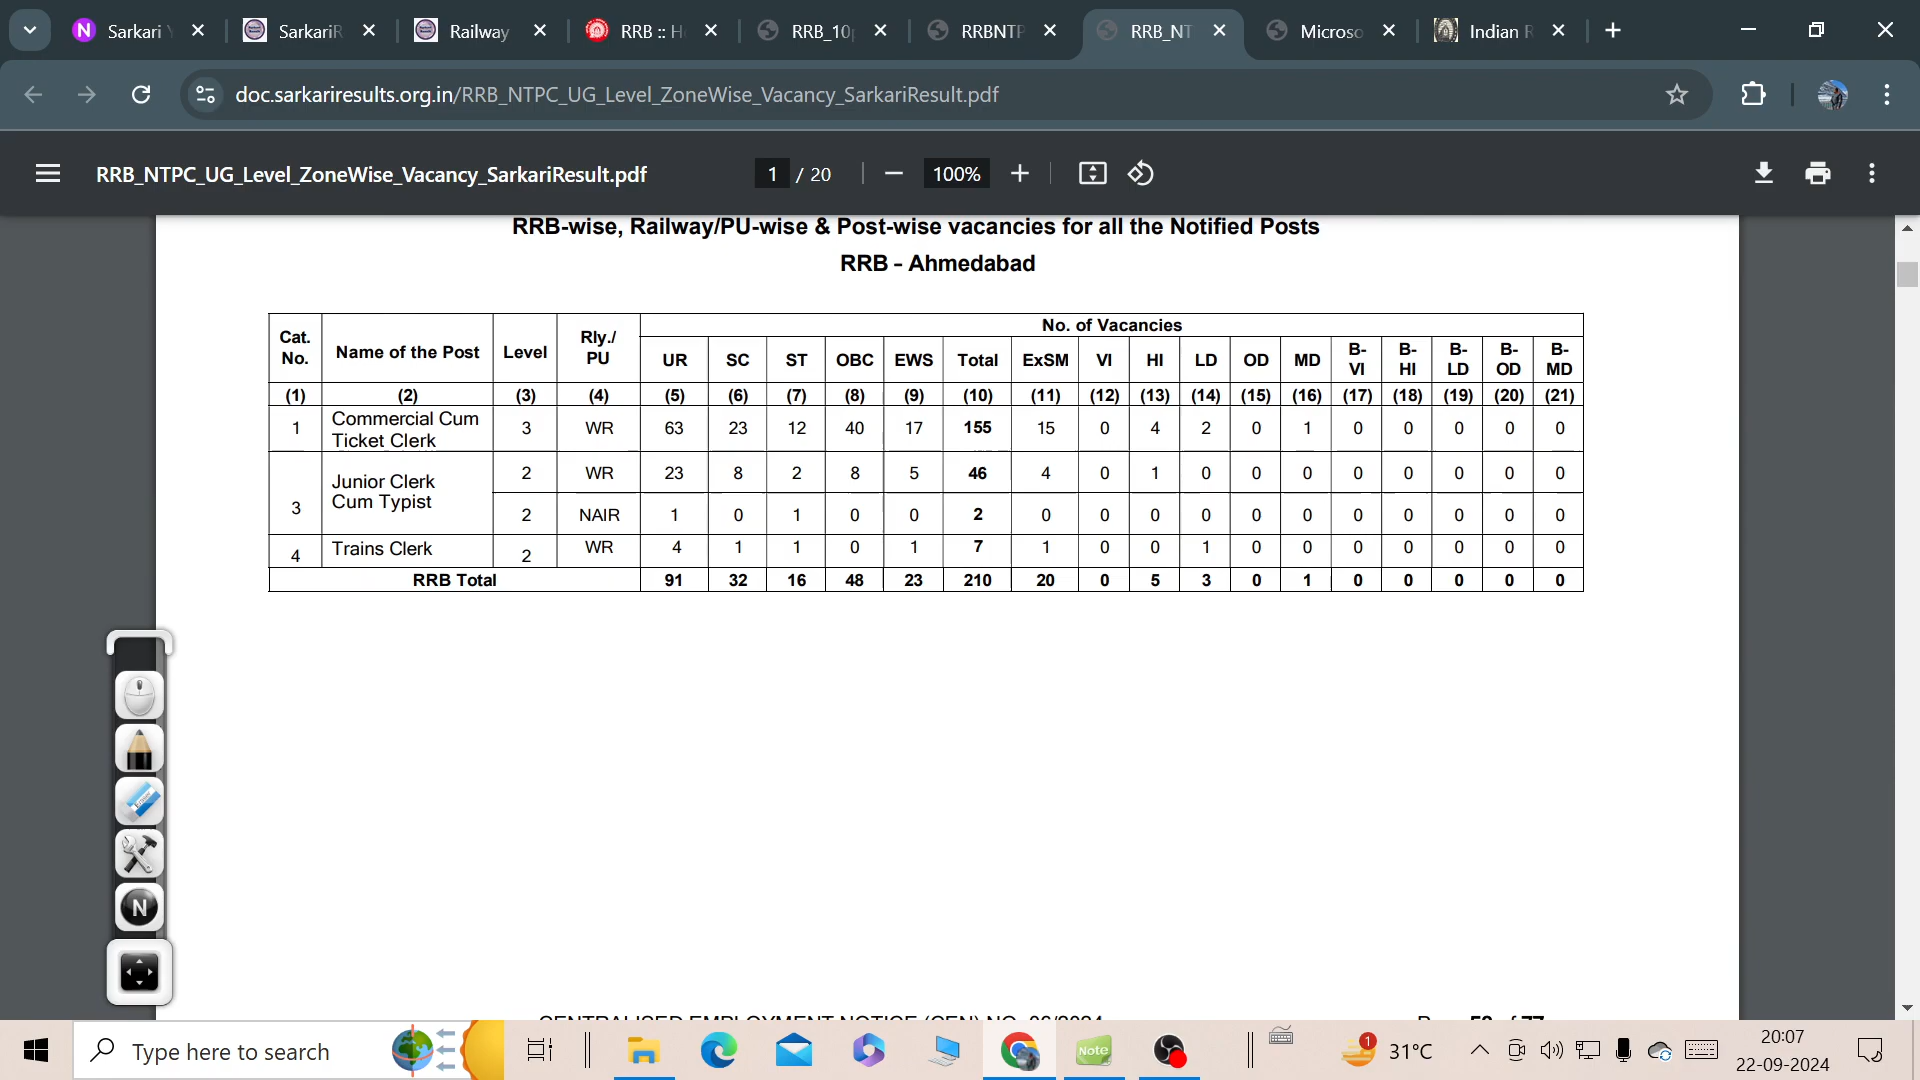 Sarkari
SarkariR
Railway
RRB :: H
RRB_10
RRBNTP
RRB_NT
Microso
Indian R
doc.sarkariresults.org.in/RRB_NTPC_UG_Level_ZoneWise_Vacancy_SarkariResult.pdf
RRB_NTPC_UG_Level_ZoneWise_Vacancy_SarkariResult.pdf 1 / 20 100%
RRB-wise, Railway/PU-wise & Post-wise vacancies for all the Notified Posts
RRB – Ahmedabad
Cat. No. Name of the Post Level Rly./ PU No. of Vacancies
UR SC ST OBC EWS Total ExSM VI HI LD OD MD B-VI B-HI B-LD B-OD B-MD
(1) (2) (3) (4) (5) (6) (7) (8) (9) (10) (11) (12) (13) (14) (15) (16) (17) (18) (19) (20) (21)
1 Commercial Cum Ticket Clerk 3 WR 63 23 12 40 17 155 15 0 4 2 0 1 0 0 0 0 0
3 Junior Clerk Cum Typist 2 WR 23 8 2 8 5 46 4 0 1 0 0 0 0 0 0 0 0
2 NAIR 1 0 1 0 0 2 0 0 0 0 0 0 0 0 0 0 0
4 Trains Clerk 2 WR 4 1 1 0 1 7 1 0 0 1 0 0 0 0 0 0 0
RRB Total 91 32 16 48 23 210 20 0 5 3 0 1 0 0 0 0 0
N
CENTRALISED EMPLOYMENT NOTICE (CEN) NO. 06/2024
Type here to search
Note
1
31°C
20:07
22-09-2024